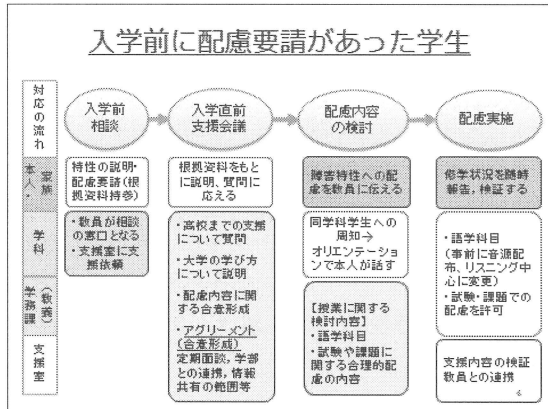 入学前に配慮要請があった学生
対応の流れ
入学前
相談
入学直前
支援会議
配慮内容
の検討
配慮実施
本人・
家族
特性の説明・
配慮要請(根
拠資料持参)
根拠資料をもと
に説明、質問に
応える
障害特性への配
慮を教員に伝える
修学状況を随時
報告,検証する
学科
・教員が相談
の窓口となる
・支援室に支
援依頼
・高校までの支援
について質問
・大学の学び方に
ついて説明
・配慮内容に関す
る合意形成
・アグリーメント
(合意形成)
定期面談,学部
との連携,情報
共有の範囲等
同学科学生への
周知→
オリエンテーショ
ンで本人が話す
・語学科目
(事前に音源配
布、リスニング中
心に変更)
・試験・課題での
配慮を許可
学務課
(教養)
【授業に関する
検討内容】
・語学科目
・試験や課題に
関する合理的配
慮の内容
支援室
支援内容の検証
教員との連携
6